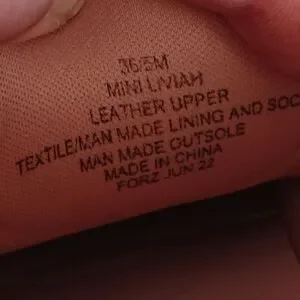 36/5M
MINI LIVIAH
LEATHER UPPER
TEXTILE/MAN MADE LINING AND SOC
MAN MADE OUTSOLE
MADE IN CHINA
FORZ JUN 22